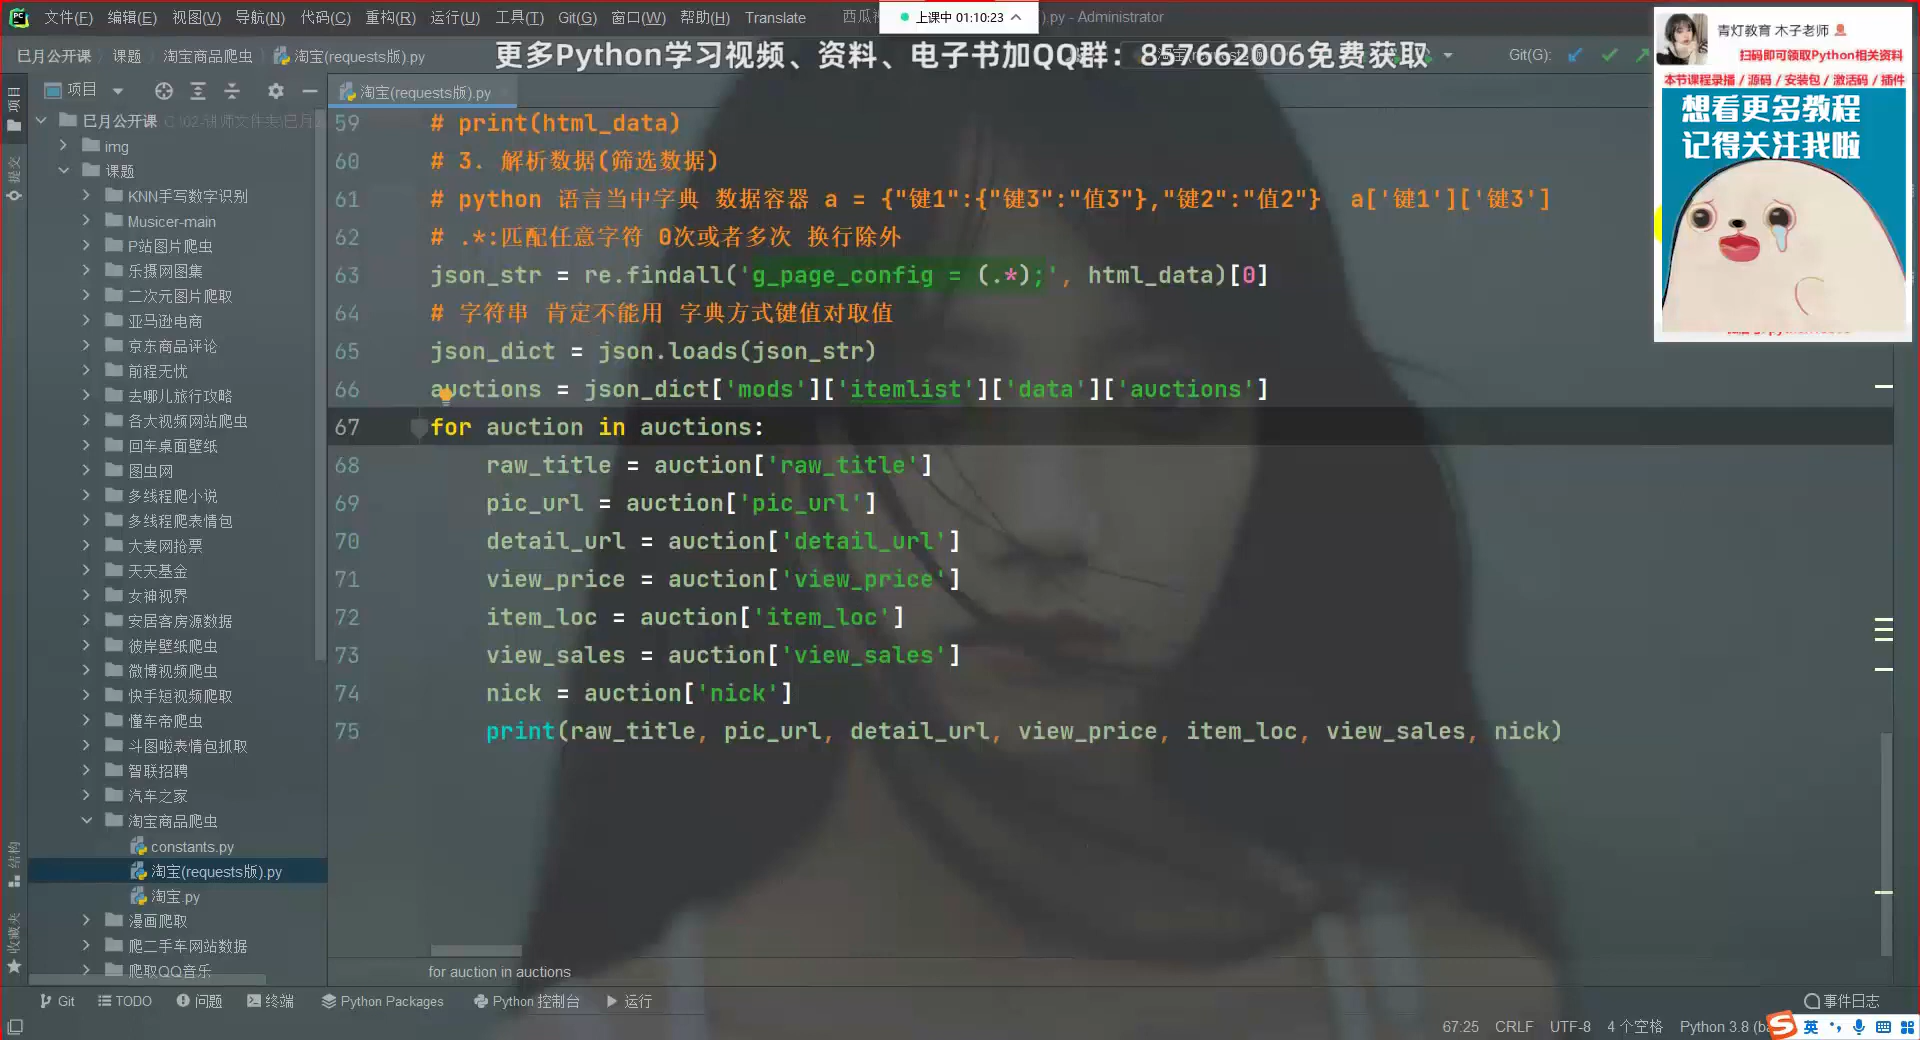 文件(F) 编辑(E) 视图(V) 导航(N) 代码(C) 重构(R) 运行(U) 工具(T) Git(G) 窗口(W) 帮助(H) Translate
上课中 01:10:23
).py - Administrator
巳月公开课 课题 淘宝商品爬虫 淘宝(requests版).py
更多Python学习视频、资料、电子书加QQ群：857662006免费获取
Git(G):
青灯教育 木子老师
扫码即可领取Python相关资料
本节课程录播 / 源码 / 安装包 / 激活码 / 插件
想看更多教程
记得关注我啦
项目
项目
提交
结构
收藏夹
巳月公开课
img
课题
KNN手写数字识别
Musicer-main
P站图片爬虫
乐摄网图集
二次元图片爬取
亚马逊电商
京东商品评论
前程无忧
去哪儿旅行攻略
各大视频网站爬虫
回车桌面壁纸
图虫网
多线程爬小说
多线程爬表情包
大麦网抢票
天天基金
女神视界
安居客房源数据
彼岸壁纸爬虫
微博视频爬虫
快手短视频爬取
懂车帝爬虫
斗图啦表情包抓取
智联招聘
汽车之家
淘宝商品爬虫
constants.py
淘宝(requests版).py
淘宝.py
漫画爬取
爬二手车网站数据
爬取QQ音乐
淘宝(requests版).py
59 # print(html_data)
60 # 3. 解析数据(筛选数据)
61 # python 语言当中字典 数据容器 a = {"键1":{"键3":"值3"},"键2":"值2"} a['键1']['键3']
62 # .*:匹配任意字符 0次或者多次 换行除外
63 json_str = re.findall('g_page_config = (.*);', html_data)[0]
64 # 字符串 肯定不能用 字典方式键值对取值
65 json_dict = json.loads(json_str)
66 auctions = json_dict['mods']['itemlist']['data']['auctions']
67 for auction in auctions:
68 raw_title = auction['raw_title']
69 pic_url = auction['pic_url']
70 detail_url = auction['detail_url']
71 view_price = auction['view_price']
72 item_loc = auction['item_loc']
73 view_sales = auction['view_sales']
74 nick = auction['nick']
75 print(raw_title, pic_url, detail_url, view_price, item_loc, view_sales, nick)
for auction in auctions
Git TODO 问题 终端 Python Packages Python 控制台 运行 事件日志
67:25 CRLF UTF-8 4 个空格 Python 3.8 (ba
英